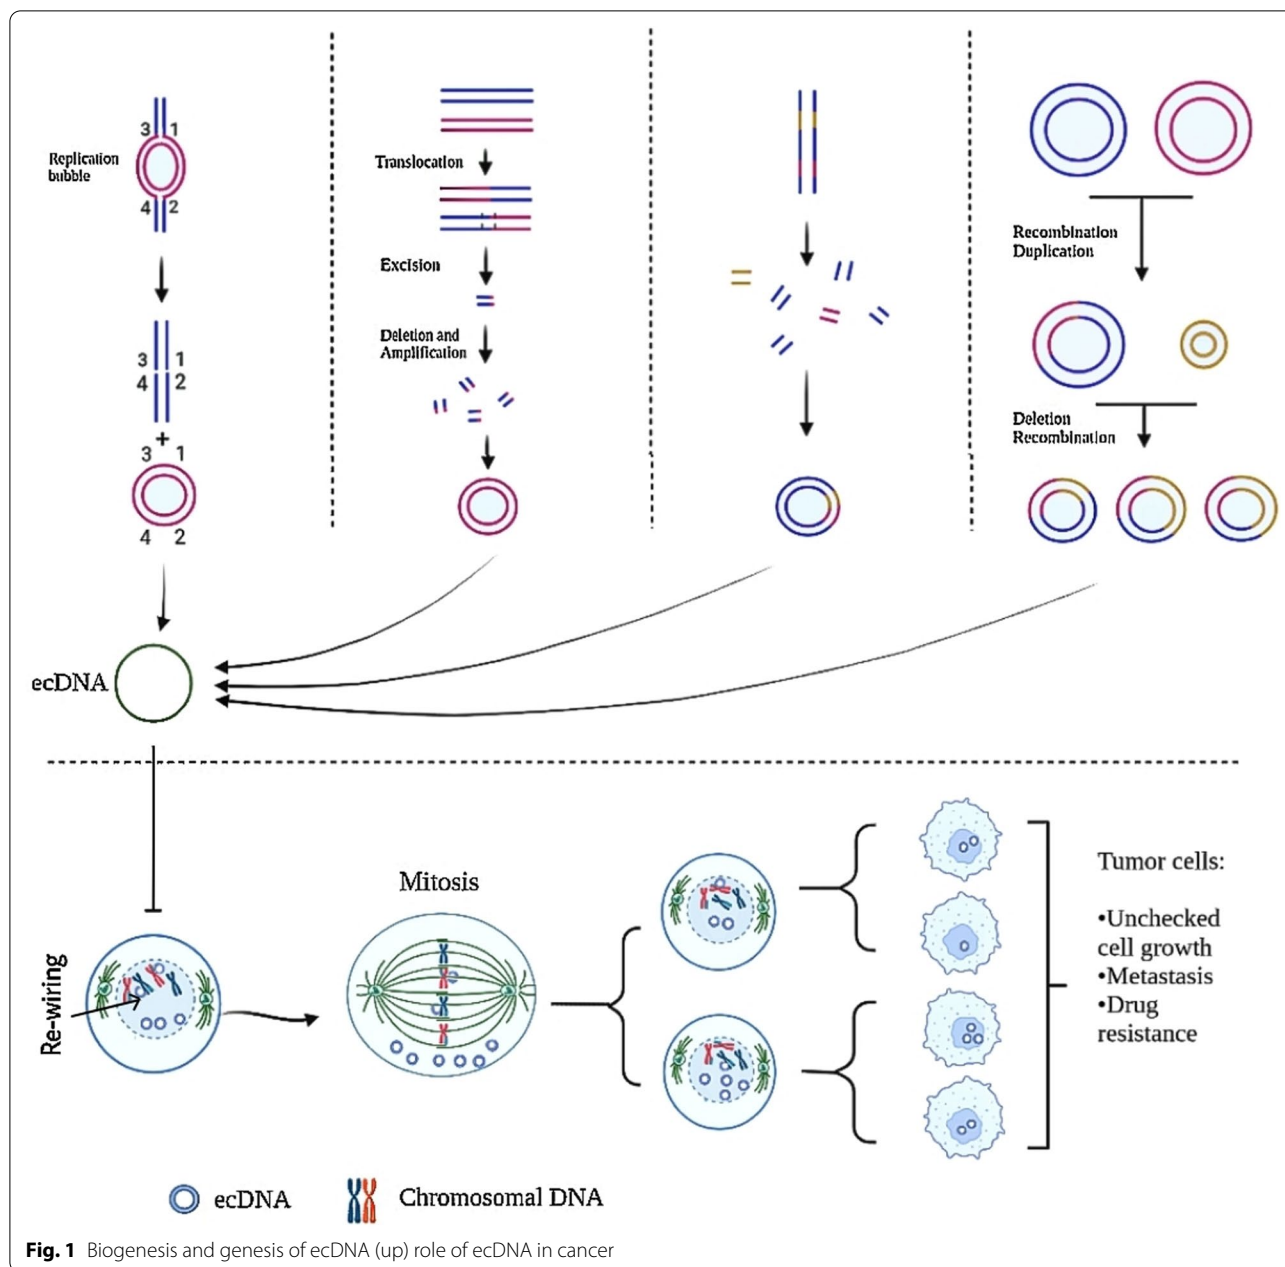 3 1
Replication
bubble
4 2
3 1
4 2
+
3 1
4 2
Translocation
Excision
Deletion and
Amplification
Recombination
Duplication
Deletion
Recombination
ecDNA
Re-wiring
Mitosis
Tumor cells:
•Unchecked
cell growth
•Metastasis
•Drug
resistance
ecDNA
Chromosomal DNA
Fig. 1 Biogenesis and genesis of ecDNA (up) role of ecDNA in cancer